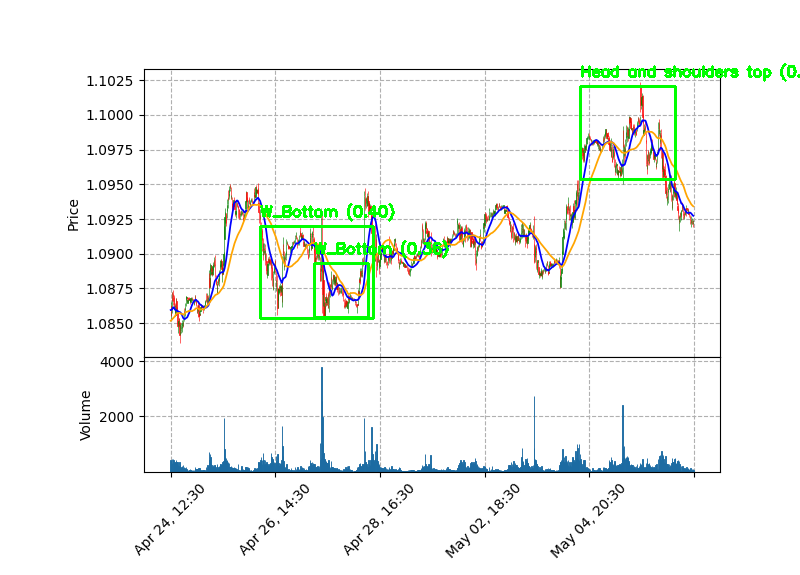 Head and shoulders top (0.
1.1025
1.1000
1.0975
1.0950
1.0925
1.0900
1.0875
1.0850
Price
W_Bottom (0.40)
W_Bottom
4000
2000
Volume
Apr 24, 12:30
Apr 26, 14:30
Apr 28, 16:30
May 02, 18:30
May 04, 20:30